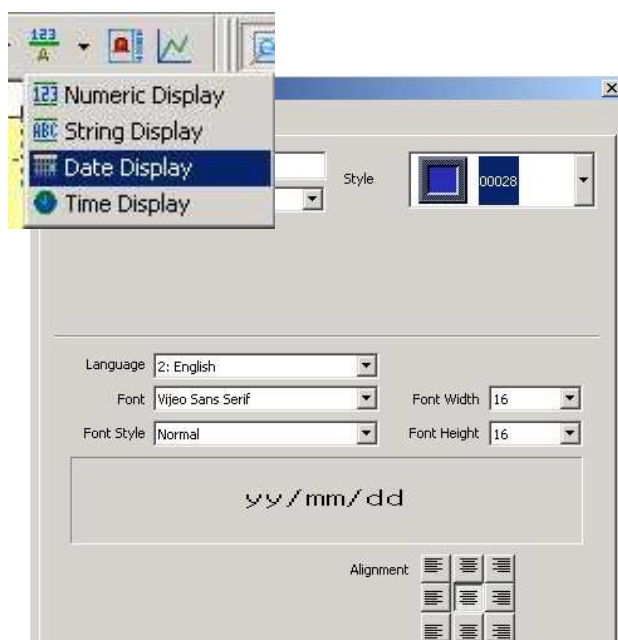 123
A
123 Numeric Display
ABC String Display
Date Display
Time Display
Style 00028
Language 2: English
Font Vijeo Sans Serif Font Width 16
Font Style Normal Font Height 16
yy/mm/dd
Alignment